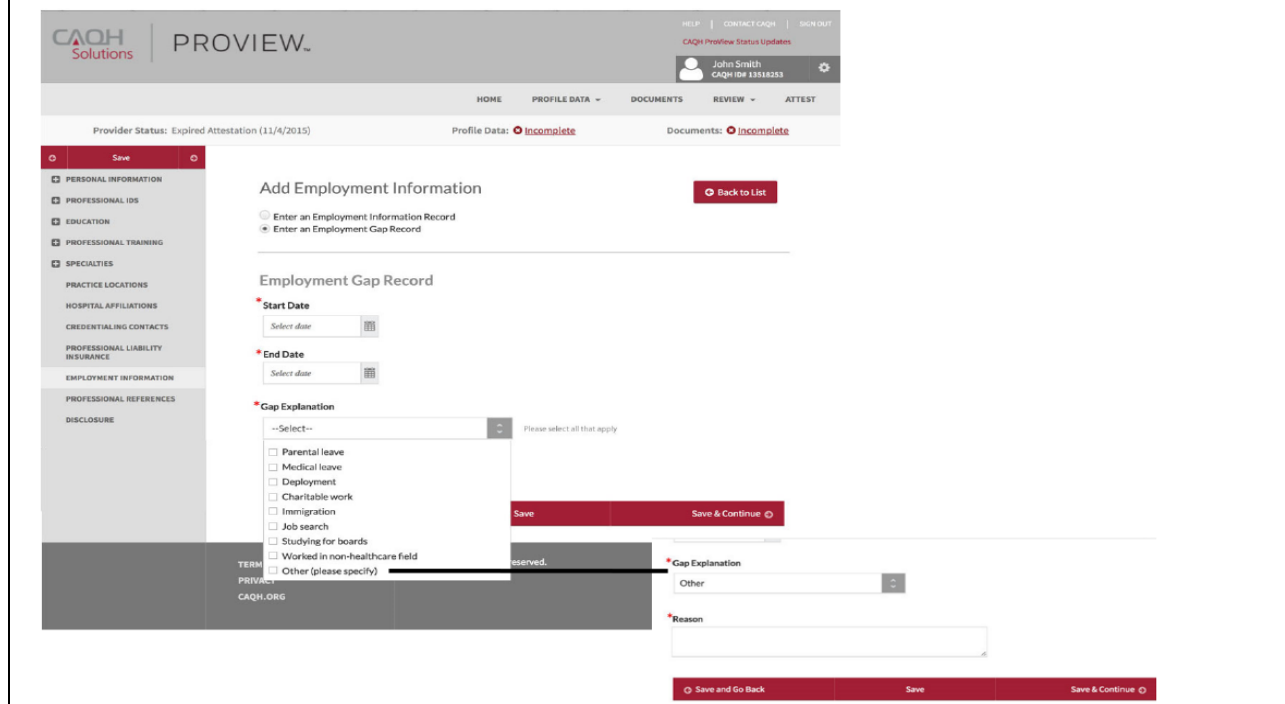 CAQH
Solutions
PROVIEW™
HELP | CONTACT CAQH | SIGN OUT
CAQH ProView Status Updates
John Smith
CAQH ID# 13518253
HOME PROFILE DATA DOCUMENTS REVIEW ATTEST
Provider Status: Expired Attestation (11/4/2015) Profile Data: Incomplete Documents: Incomplete
Save
PERSONAL INFORMATION
PROFESSIONAL IDS
EDUCATION
PROFESSIONAL TRAINING
SPECIALTIES
PRACTICE LOCATIONS
HOSPITAL AFFILIATIONS
CREDENTIALING CONTACTS
PROFESSIONAL LIABILITY
INSURANCE
EMPLOYMENT INFORMATION
PROFESSIONAL REFERENCES
DISCLOSURE
Add Employment Information
Back to List
Enter an Employment Information Record
Enter an Employment Gap Record
Employment Gap Record
*Start Date
Select date
*End Date
Select date
*Gap Explanation
--Select-- Please select all that apply
Parental leave
Medical leave
Deployment
Charitable work
Immigration
Job search
Studying for boards
Worked in non-healthcare field
Other (please specify)
Save Save & Continue
TERM
PRIVACY
CAQH.ORG
eserved.
*Gap Explanation
Other
*Reason
Save and Go Back Save Save & Continue